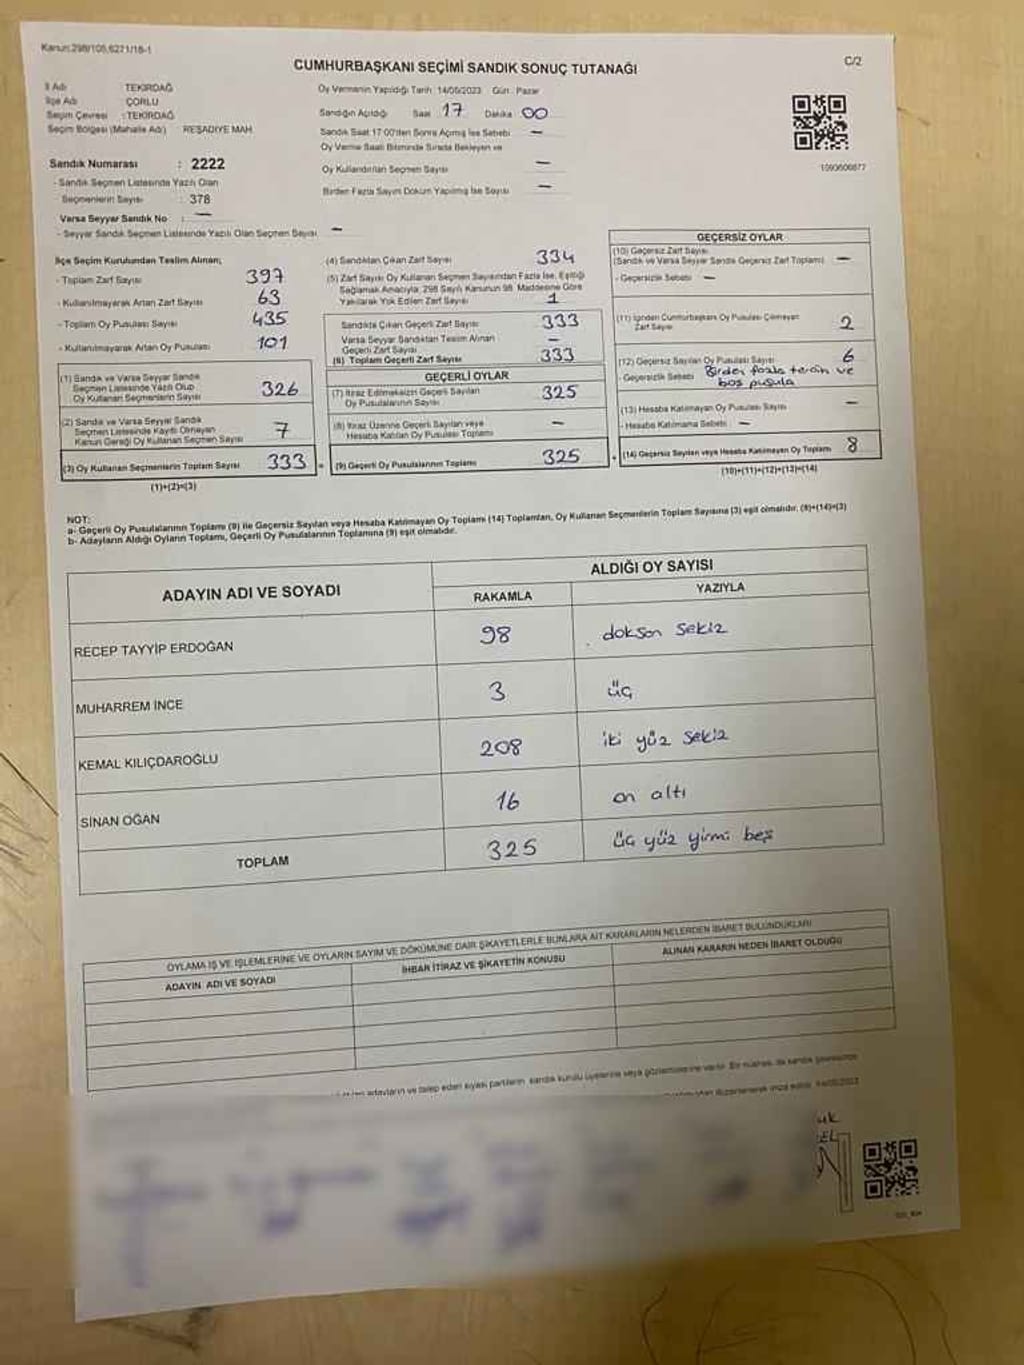 Kanun:298/105,6271/18-1
C/2
CUMHURBAŞKANI SEÇİMİ SANDIK SONUÇ TUTANAĞI
İl Adı TEKİRDAĞ
İlçe Adı ÇORLU
Seçim Çevresi : TEKİRDAĞ
Seçim Bölgesi (Mahalle Adı) REŞADİYE MAH.
Sandık Numarası : 2222
- Sandık Seçmen Listesinde Yazılı Olan
Seçmenlerin Sayısı : 378
Varsa Seyyar Sandık No : —
- Seyyar Sandık Seçmen Listesinde Yazılı Olan Seçmen Sayısı —
Oy Vermenin Yapıldığı Tarih : 14/05/2023 Gün : Pazar
Sandığın Açıldığı Saat 17 Dakika 00
Sandık Saat 17:00'den Sonra Açılmış İse Sebebi —
Oy Verme Saati Bitiminde Sırada Bekleyen ve
Oy Kullandırılan Seçmen Sayısı —
Birden Fazla Sayım Döküm Yapılmış İse Sayısı —
1093606877
İlçe Seçim Kurulundan Teslim Alınan;
- Toplam Zarf Sayısı 397
- Kullanılmayarak Artan Zarf Sayısı 63
- Toplam Oy Pusulası Sayısı 435
- Kullanılmayarak Artan Oy Pusulası 101
(1) Sandık ve Varsa Seyyar Sandık
Seçmen Listesinde Yazılı Olup
Oy Kullanan Seçmenlerin Sayısı 326
(2) Sandık ve Varsa Seyyar Sandık
Seçmen Listesinde Kayıtlı Olmayan
Kanun Gereği Oy Kullanan Seçmen Sayısı 7
(3) Oy Kullanan Seçmenlerin Toplam Sayısı 333
(1)+(2)=(3)
(4) Sandıktan Çıkan Zarf Sayısı 334
(5) Zarf Sayısı Oy Kullanan Seçmen Sayısından Fazla İse, Eşitliği
Sağlamak Amacıyla; 298 Sayılı Kanunun 98. Maddesine Göre
Yakılarak Yok Edilen Zarf Sayısı 1
Sandıkta Çıkan Geçerli Zarf Sayısı 333
Varsa Seyyar Sandıktan Teslim Alınan
Geçerli Zarf Sayısı —
(6) Toplam Geçerli Zarf Sayısı 333
GEÇERLİ OYLAR
(7) İtiraz Edilmeksizin Geçerli Sayılan
Oy Pusulalarının Sayısı 325
(8) İtiraz Üzerine Geçerli Sayılan veya
Hesaba Katılan Oy Pusulası Toplamı —
= (9) Geçerli Oy Pusulalarının Toplamı 325
GEÇERSİZ OYLAR
(10) Geçersiz Zarf Sayısı
(Sandık ve Varsa Seyyar Sandık Geçersiz Zarf Toplamı) —
- Geçersizlik Sebebi —
(11) İçinden Cumhurbaşkanı Oy Pusulası Çıkmayan
Zarf Sayısı 2
(12) Geçersiz Sayılan Oy Pusulası Sayısı 6
- Geçersizlik Sebebi Birden fazla tercih ve
boş pusula
(13) Hesaba Katılmayan Oy Pusulası Sayısı —
- Hesaba Katılmama Sebebi —
+ (14) Geçersiz Sayılan veya Hesaba Katılmayan Oy Toplamı 8
(10)+(11)+(12)+(13)=(14)
NOT:
a- Geçerli Oy Pusulalarının Toplamı (9) ile Geçersiz Sayılan veya Hesaba Katılmayan Oy Toplamı (14) Toplamları, Oy Kullanan Seçmenlerin Toplam Sayısına (3) eşit olmalıdır. (9)+(14)=(3)
b- Adayların Aldığı Oyların Toplamı, Geçerli Oy Pusulalarının Toplamına (9) eşit olmalıdır.
ADAYIN ADI VE SOYADI ALDIĞI OY SAYISI
RAKAMLA YAZIYLA
RECEP TAYYİP ERDOĞAN 98 doksan sekiz
MUHARREM İNCE 3 üç
KEMAL KILIÇDAROĞLU 208 iki yüz sekiz
SİNAN OĞAN 16 on altı
TOPLAM 325 üç yüz yirmi beş
OYLAMA İŞ VE İŞLEMLERİNE VE OYLARIN SAYIM VE DÖKÜMÜNE DAİR ŞİKAYETLERLE BUNLARA AİT KARARLARIN NELERDEN İBARET BULUNDUKLARI
ADAYIN ADI VE SOYADI İHBAR İTİRAZ VE ŞİKAYETİN KONUSU ALINAN KARARIN NEDEN İBARET OLDUĞU
adayların ve talep eden siyasi partilerin sandık kurulu üyelerine veya gözlemcilerine verilir. Bir nüshası da sandık